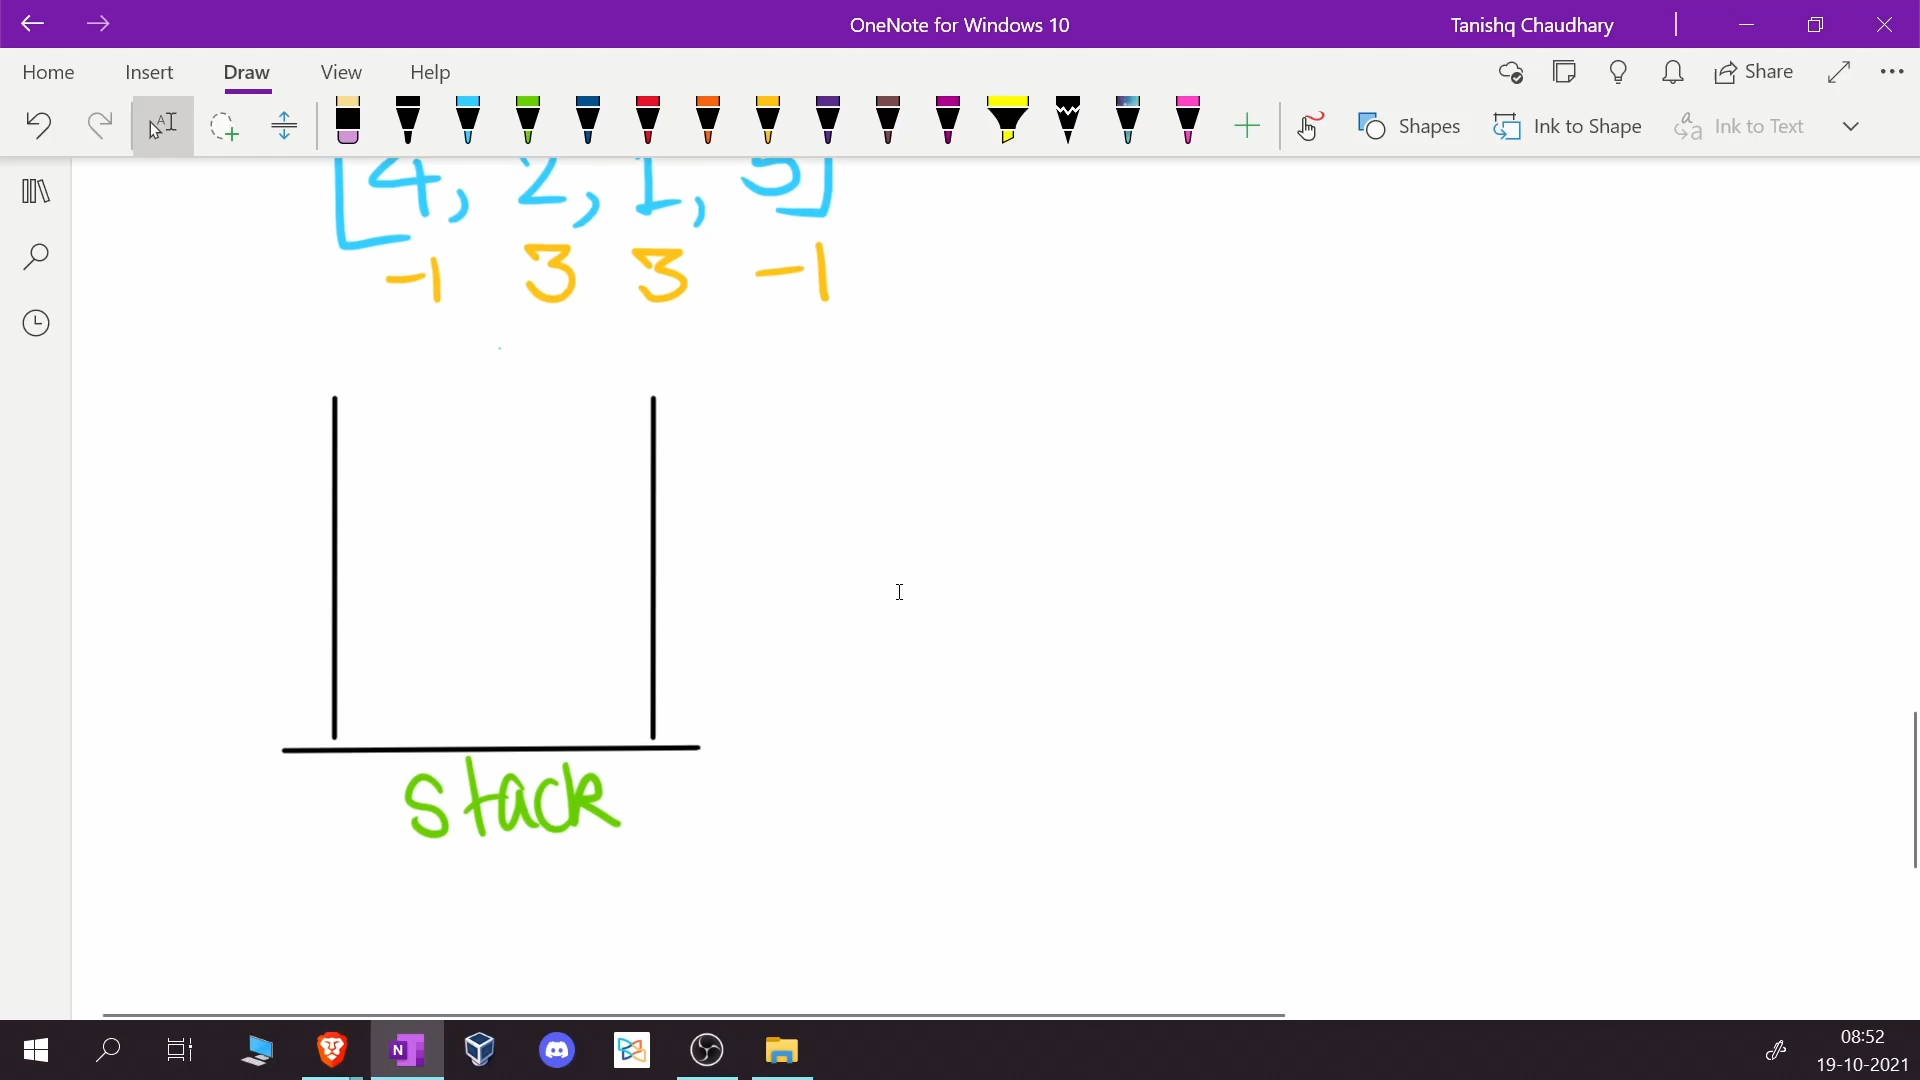 OneNote for Windows 10
Tanishq Chaudhary
Home Insert Draw View Help
Share
Shapes
Ink to Shape
Ink to Text
[4, 2, 1, 3]
-1 3 3 -1
stack
08:52
19-10-2021